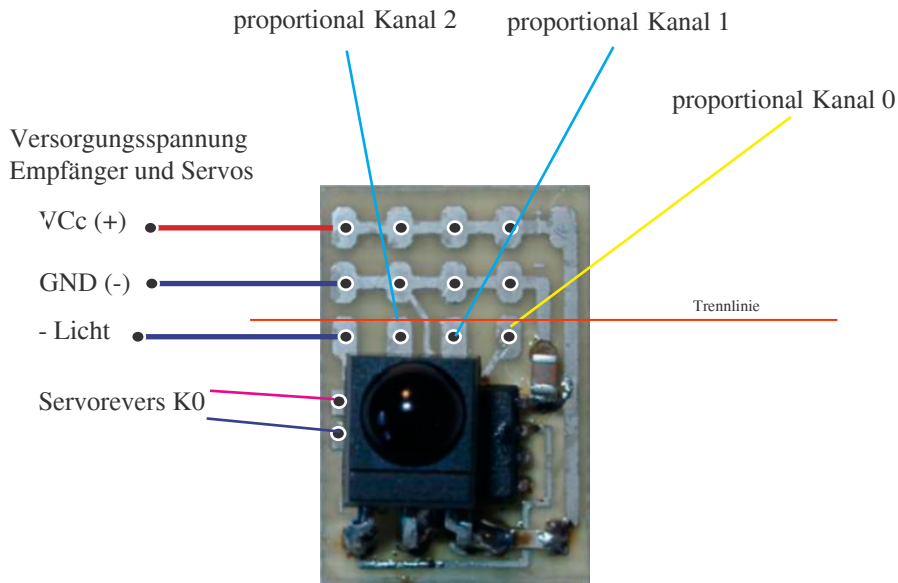 proportional Kanal 2
proportional Kanal 1
proportional Kanal 0
Versorgungsspannung
Empfänger und Servos
VCc (+)
GND (-)
Trennlinie
- Licht
Servorevers K0